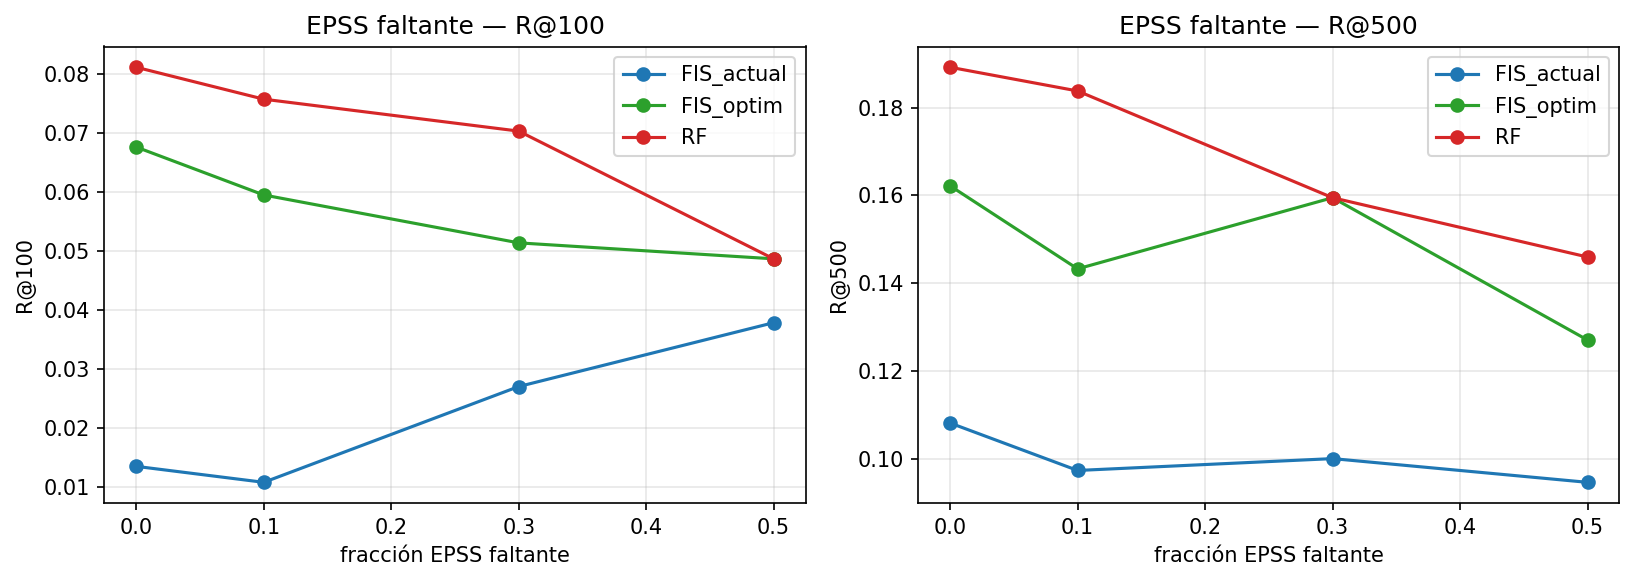 EPSS faltante — R@100
R@100
0.08
0.07
0.06
0.05
0.04
0.03
0.02
0.01
FIS_actual
FIS_optim
RF
0.0 0.1 0.2 0.3 0.4 0.5
fracción EPSS faltante
EPSS faltante — R@500
R@500
0.18
0.16
0.14
0.12
0.10
FIS_actual
FIS_optim
RF
0.0 0.1 0.2 0.3 0.4 0.5
fracción EPSS faltante